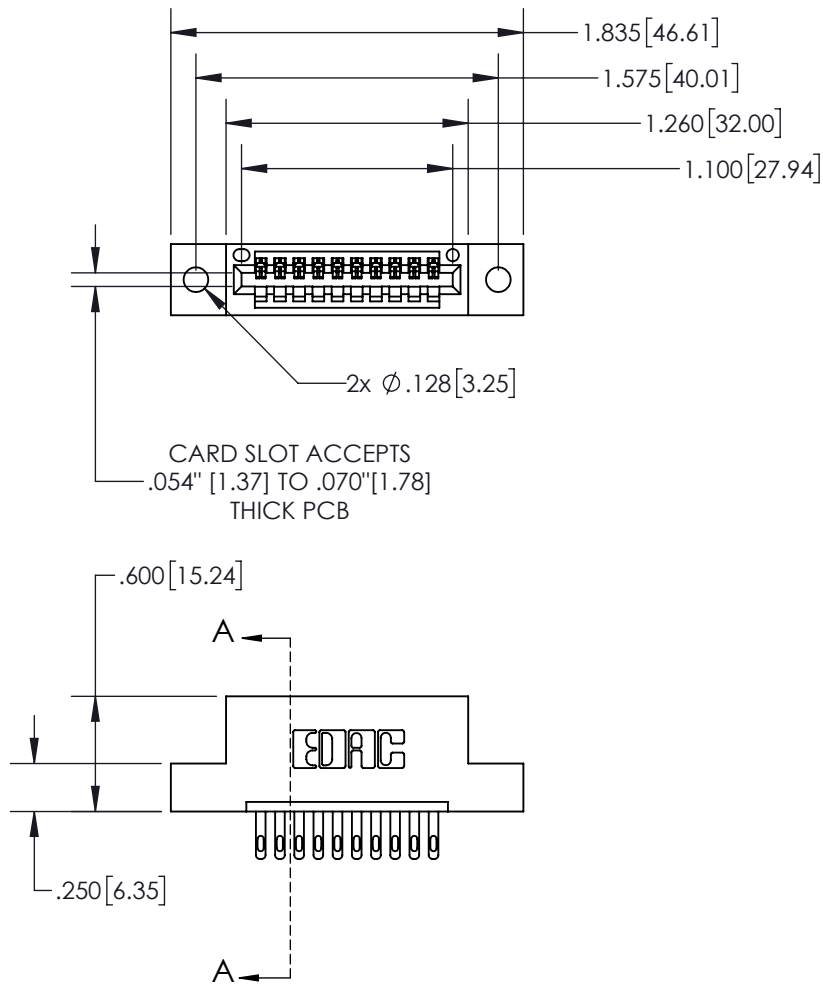 1.835[46.61]
1.575[40.01]
1.260[32.00]
1.100[27.94]
2x ∅.128[3.25]
CARD SLOT ACCEPTS
.054" [1.37] TO .070"[1.78]
THICK PCB
.600[15.24]
A
EDAC
.250[6.35]
A